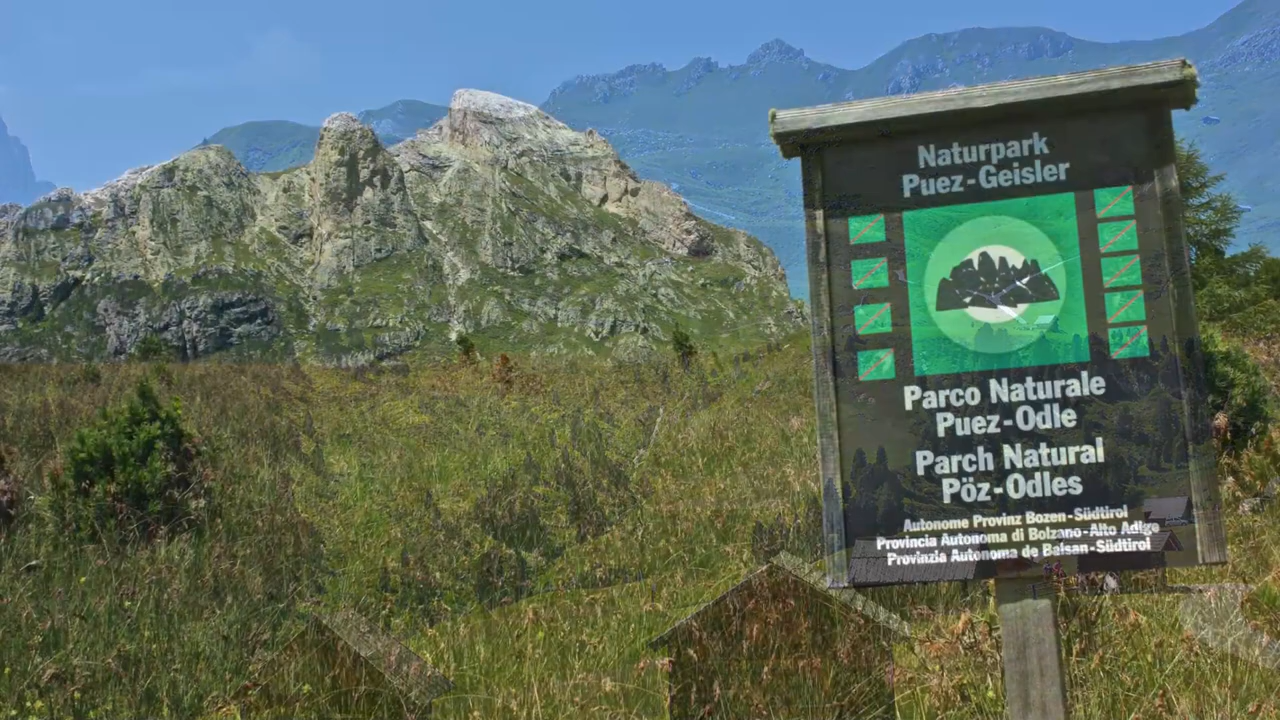 Naturpark
Puez-Geisler
Parco Naturale
Puez-Odle
Parch Natural
Pöz-Odles
Autonome Provinz Bozen-Südtirol
Provincia Autonoma di Bolzano-Alto Adige
Provinzia Autonoma de Balsan-Südtirol